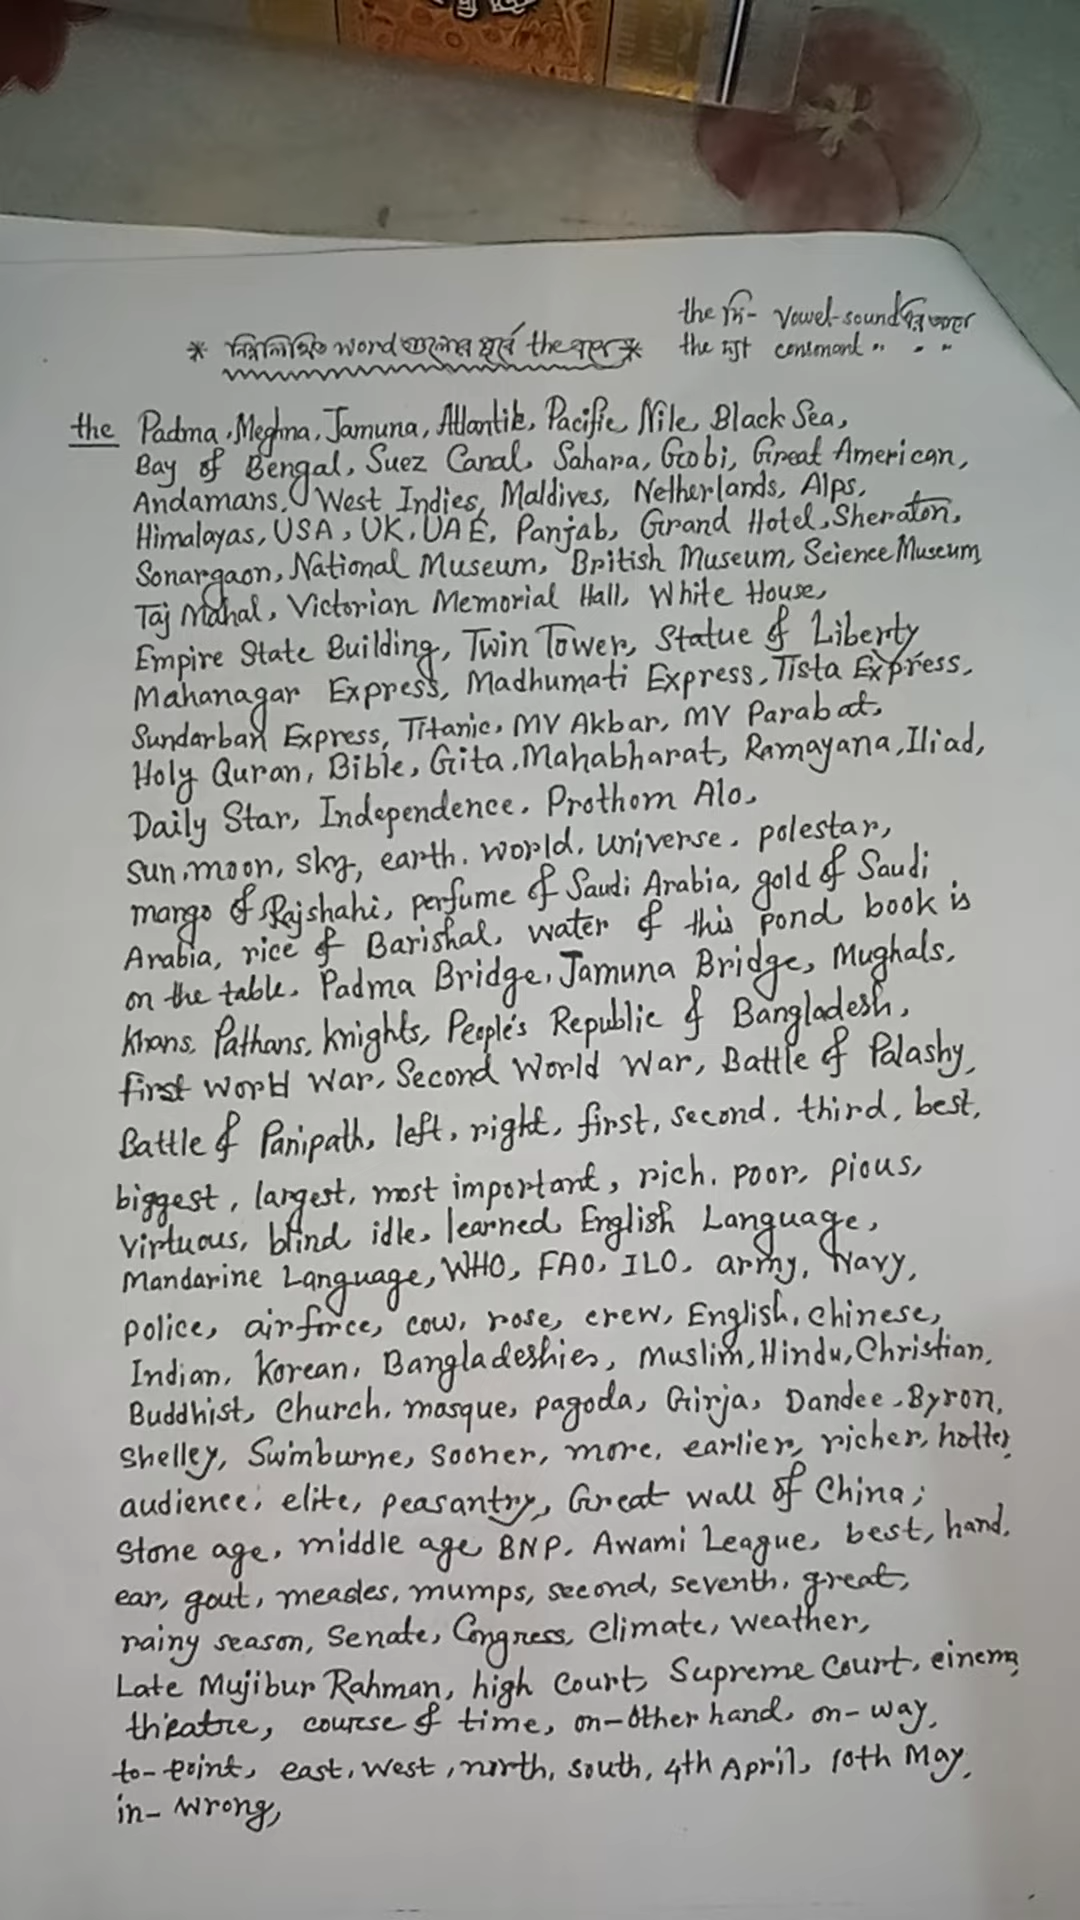 the দি- Vowel-sound এর আগে
* নিম্নলিখিত word গুলোর পূর্বে the বসে * the দ্যা consonant " " "
the Padma, Meghna, Jamuna, Atlantik, Pacific, Nile, Black Sea,
Bay of Bengal, Suez Canal, Sahara, Gobi, Great American,
Andamans, West Indies, Maldives, Netherlands, Alps,
Himalayas, USA, UK, UAE, Panjab, Grand Hotel, Sheraton,
Sonargaon, National Museum, British Museum, Science Museum,
Taj Mahal, Victorian Memorial Hall, White House,
Empire State Building, Twin Tower, Statue of Liberty
Mahanagar Express, Madhumati Express, Tista Express,
Sundarban Express, Titanic, MV Akbar, MV Parabat,
Holy Quran, Bible, Gita, Mahabharat, Ramayana, Iliad,
Daily Star, Independence, Prothom Alo,
Sun, moon, sky, earth, world, universe, polestar,
mango of Rajshahi, perfume of Saudi Arabia, gold of Saudi
Arabia, rice of Barishal, water of this pond, book is
on the table, Padma Bridge, Jamuna Bridge, Mughals,
Khans, Pathans, knights, People's Republic of Bangladesh,
first World War, Second World War, Battle of Palashy,
Battle of Panipath, left, right, first, second, third, best,
biggest, largest, most important, rich, poor, pious,
virtuous, blind, idle, learned, English Language,
Mandarine Language, WHO, FAO, ILO, army, Navy,
police, airforce, cow, rose, crew, English, Chinese,
Indian, Korean, Bangladeshies, Muslim, Hindu, Christian,
Buddhist, Church, mosque, pagoda, Girja, Dandee, Byron,
Shelley, Swimburne, Sooner, more, earlier, richer, hotter,
audience, elite, peasantry, Great wall of China;
Stone age, middle age, BNP, Awami League, best, hand,
ear, gout, measles, mumps, second, seventh, great,
rainy season, Senate, Congress, Climate, Weather,
Late Mujibur Rahman, high Court, Supreme Court, cinema,
theatre, course of time, on-other hand, on-way,
to-point, east, west, north, south, 4th April, 10th May,
in-wrong,